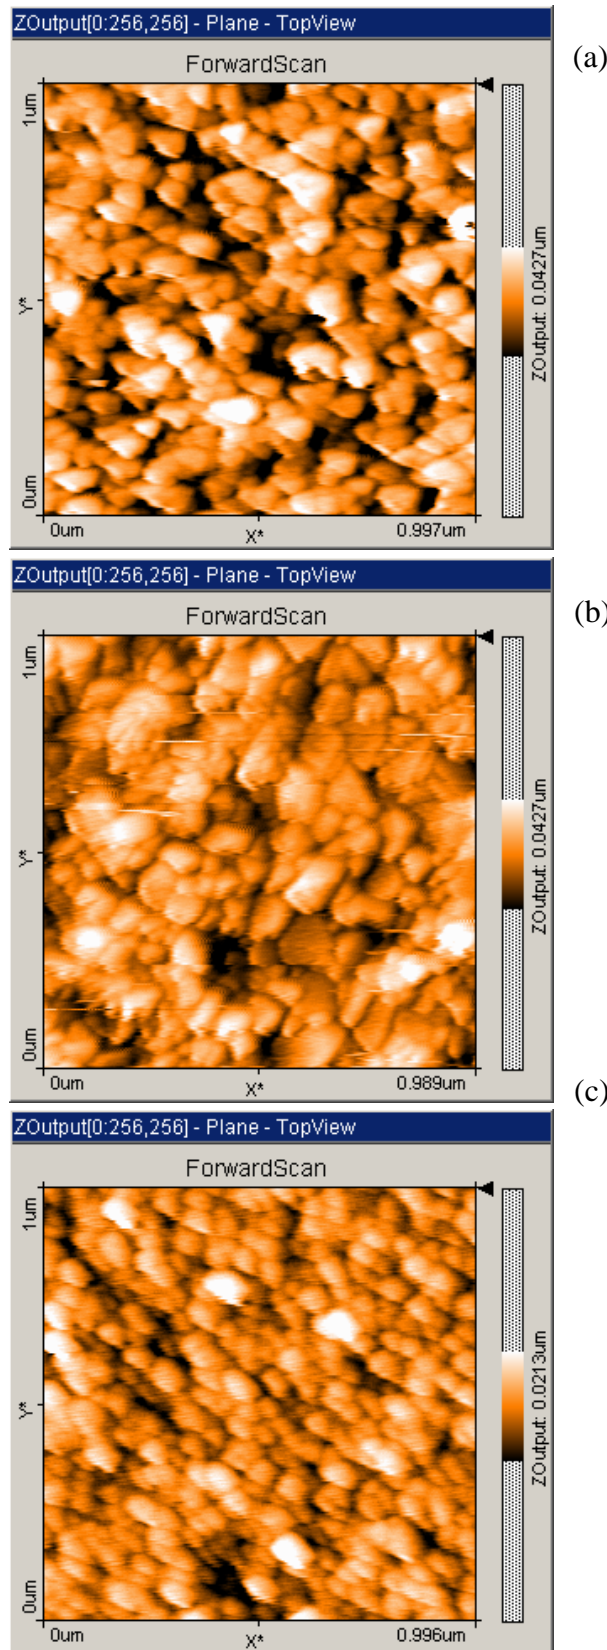 ZOutput[0:256,256] - Plane - TopView
(a)
ForwardScan
1um
Y*
0um
0um
X*
0.997um
ZOutput: 0.0427um
ZOutput[0:256,256] - Plane - TopView
(b)
ForwardScan
1um
Y*
0um
0um
X*
0.989um
ZOutput: 0.0427um
(c)
ZOutput[0:256,256] - Plane - TopView
ForwardScan
1um
Y*
0um
0um
X*
0.996um
ZOutput: 0.0213um